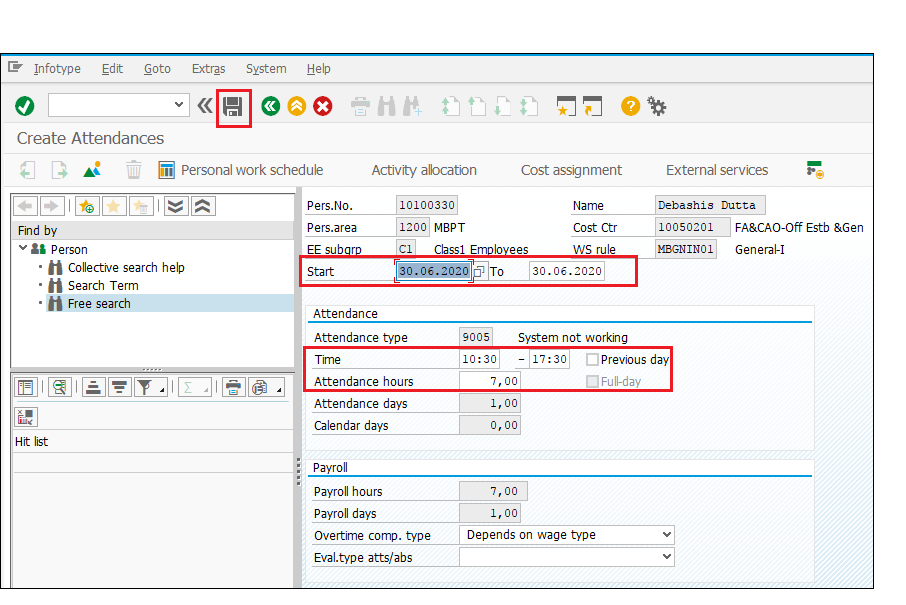 Infotype Edit Goto Extras System Help
Create Attendances
Personal work schedule Activity allocation Cost assignment External services
Find by
Person
Collective search help
Search Term
Free search
Hit list
Pers.No. 10100330 Name Debashis Dutta
Pers.area 1200 MBPT Cost Ctr 10050201 FA&CAO-Off Estb &Gen
EE subgrp C1 Class1 Employees WS rule MBGNIN01 General-I
Start 30.06.2020 To 30.06.2020
Attendance
Attendance type 9005 System not working
Time 10:30 - 17:30 Previous day
Attendance hours 7,00 Full-day
Attendance days 1,00
Calendar days 0,00
Payroll
Payroll hours 7,00
Payroll days 1,00
Overtime comp. type Depends on wage type
Eval.type atts/abs